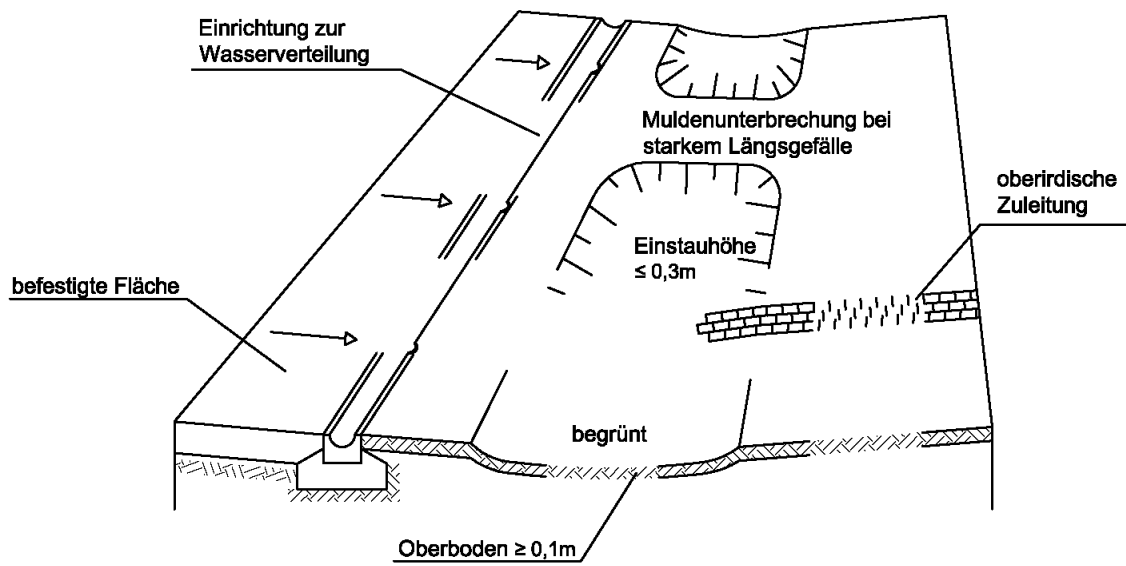 Einrichtung zur
Wasserverteilung
Muldenunterbrechung bei
starkem Längsgefälle
oberirdische
Zuleitung
Einstauhöhe
≤ 0,3m
befestigte Fläche
begrünt
Oberboden ≥ 0,1m